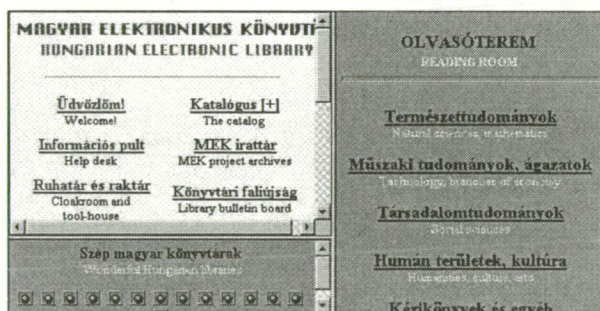 MAGYAR ELEKTRONIKUS
HUNGARIAN ELECTRONIC LIBRARY
Üdvözlöm!
Welcome!
Információs pult
Help desk
Ruhatár és raktár
Cloakroom and
tool-house
Katalógus [+]
The catalog
MEK irattár
MEK project archives
Könyvtári faliújság
Library bulletin board
Szép magyar könyvtárak
Wonderful Hungarian libraries
OLVASÓTEREM
READING ROOM
Természettudományok
Natural sciences, mathematics
Műszaki tudományok, ágazatok
Technology, branches of economy
Társadalomtudományok
Social sciences
Humán területek, kultúra
Humanities, culture, arts
Kézikönyvek és egyéb